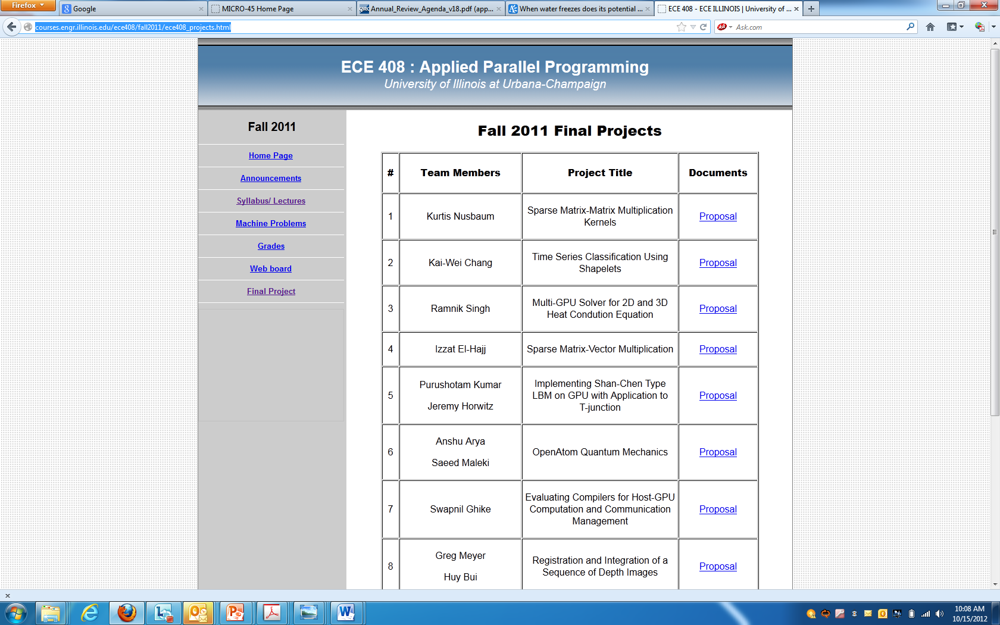 Firefox
Google
MICRO-45 Home Page
Annual_Review_Agenda_v18.pdf (app...
When water freezes does its potential ...
ECE 408 - ECE ILLINOIS | University of ...
courses.engr.illinois.edu/ece408/fall2011/ece408_projects.html
Ask.com
ECE 408 : Applied Parallel Programming
University of Illinois at Urbana-Champaign
Fall 2011
Home Page
Announcements
Syllabus/ Lectures
Machine Problems
Grades
Web board
Final Project
Fall 2011 Final Projects
# Team Members Project Title Documents
1 Kurtis Nusbaum Sparse Matrix-Matrix Multiplication
Kernels Proposal
2 Kai-Wei Chang Time Series Classification Using
Shapelets Proposal
3 Ramnik Singh Multi-GPU Solver for 2D and 3D
Heat Condution Equation Proposal
4 Izzat El-Hajj Sparse Matrix-Vector Multiplication Proposal
5 Purushotam Kumar
Jeremy Horwitz
Implementing Shan-Chen Type
LBM on GPU with Application to
T-junction
Proposal
6 Anshu Arya
Saeed Maleki
OpenAtom Quantum Mechanics
Proposal
7 Swapnil Ghike
Evaluating Compilers for Host-GPU
Computation and Communication
Management
Proposal
8 Greg Meyer
Huy Bui
Registration and Integration of a
Sequence of Depth Images
Proposal
10:08 AM
10/15/2012